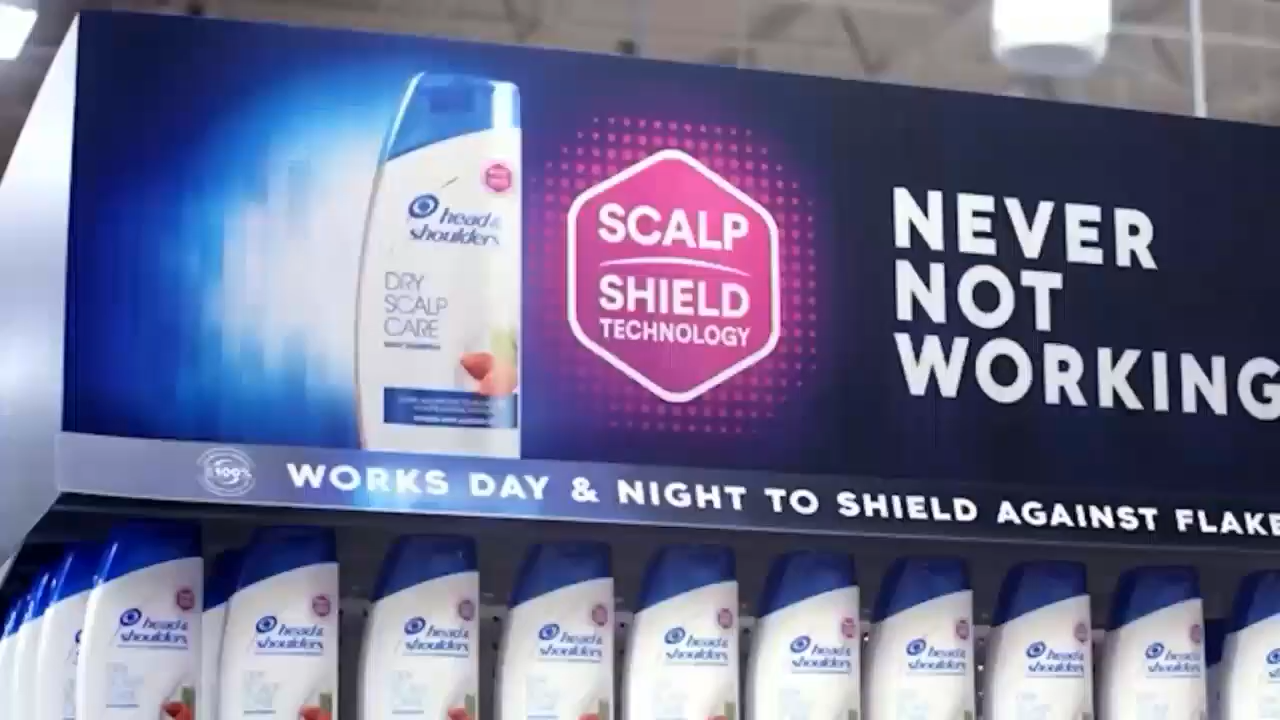 head &
shoulders
DRY
SCALP
CARE
SCALP
SHIELD
TECHNOLOGY
NEVER
NOT
WORKING
100%
WORKS DAY & NIGHT TO SHIELD AGAINST FLAKE
head &
shoulders
head &
shoulders
head &
shoulders
head &
shoulders
head &
shoulders
head &
shoulders
head &
shoulders
head &
shoulders
head &
shoulders
head &
shoulders